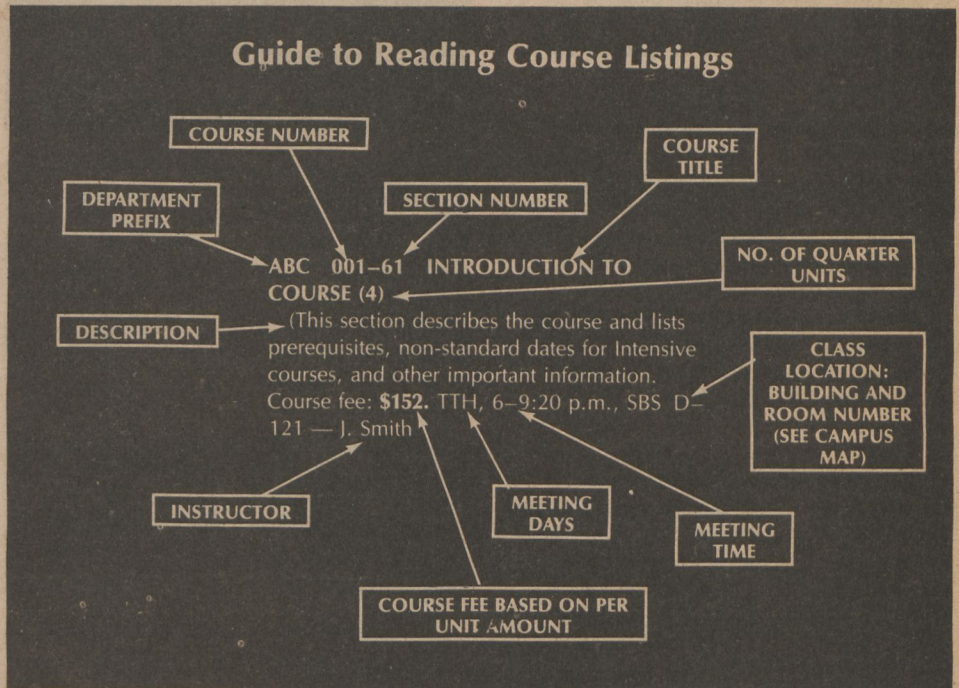 Guide to Reading Course Listings
COURSE NUMBER
COURSE
TITLE
DEPARTMENT
PREFIX
SECTION NUMBER
NO. OF QUARTER
UNITS
ABC 001–61 INTRODUCTION TO
COURSE (4)
DESCRIPTION
(This section describes the course and lists
prerequisites, non-standard dates for Intensive
courses, and other important information.
Course fee: $152. TTH, 6–9:20 p.m., SBS D–
121 — J. Smith
CLASS
LOCATION:
BUILDING AND
ROOM NUMBER
(SEE CAMPUS
MAP)
INSTRUCTOR
MEETING
DAYS
MEETING
TIME
COURSE FEE BASED ON PER
UNIT AMOUNT